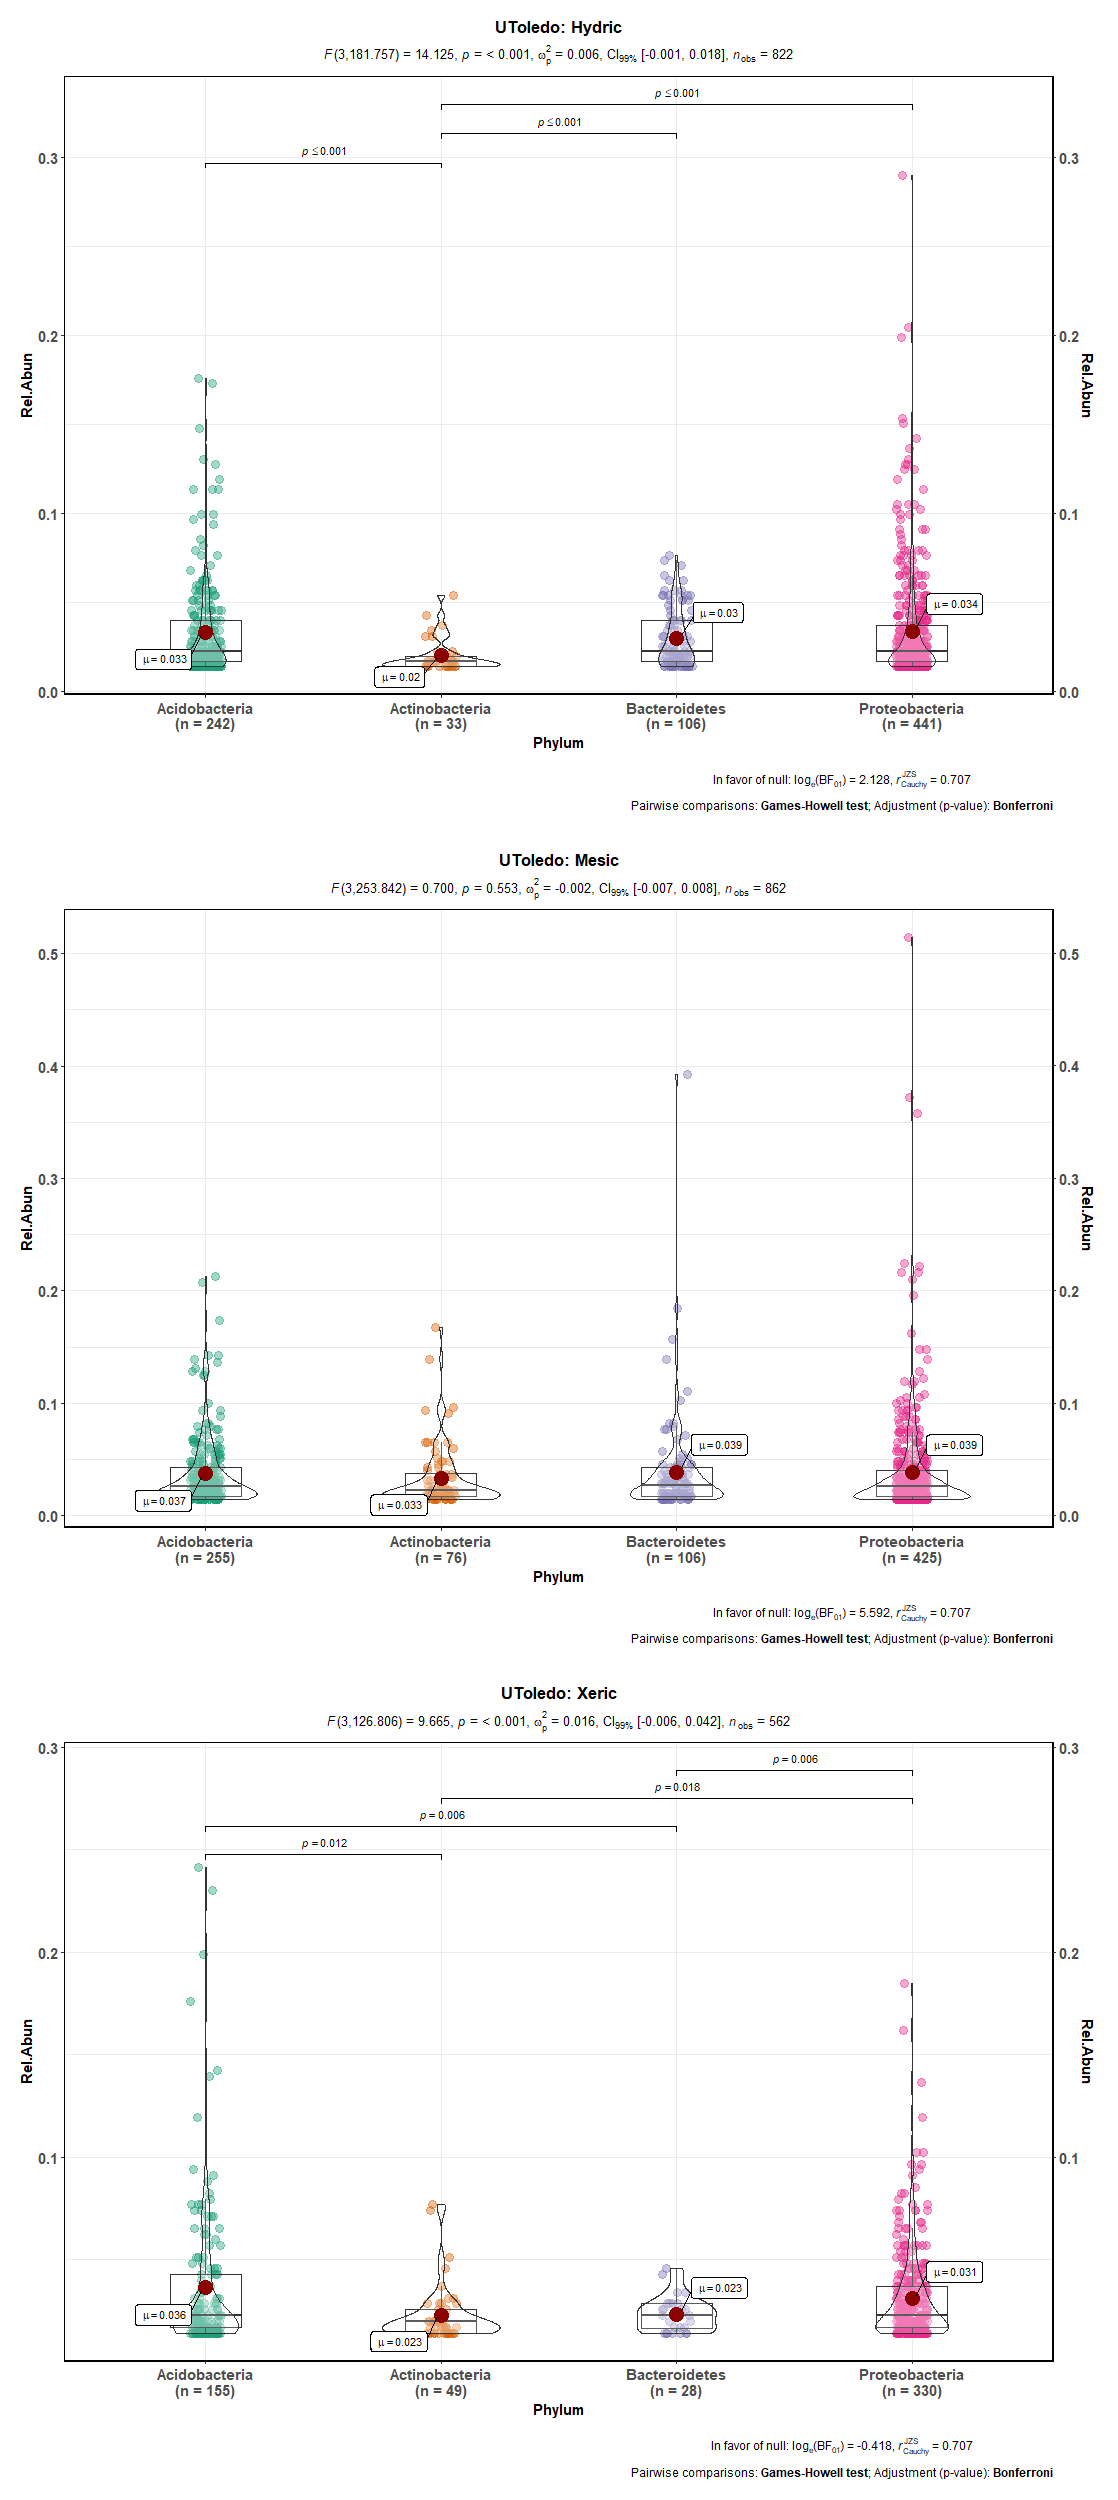 UToledo: Hydric
F(3,181.757) = 14.125, p = < 0.001, ω²p = 0.006, CI99% [-0.001, 0.018], nobs = 822
p ≤ 0.001
p ≤ 0.001
p ≤ 0.001
0.3 0.3
0.2 0.2
Rel.Abun Rel.Abun
0.1 0.1
μ = 0.034
μ = 0.03
μ = 0.033
μ = 0.02
0.0 0.0
Acidobacteria Actinobacteria Bacteroidetes Proteobacteria
(n = 242) (n = 33) (n = 106) (n = 441)
Phylum
In favor of null: loge(BF01) = 2.128, rJZSCauchy = 0.707
Pairwise comparisons: Games-Howell test; Adjustment (p-value): Bonferroni
UToledo: Mesic
F(3,253.842) = 0.700, p = 0.553, ω²p = -0.002, CI99% [-0.007, 0.008], nobs = 862
0.5 0.5
0.4 0.4
0.3 0.3
Rel.Abun Rel.Abun
0.2 0.2
0.1 0.1
μ = 0.039 μ = 0.039
μ = 0.037
μ = 0.033
0.0 0.0
Acidobacteria Actinobacteria Bacteroidetes Proteobacteria
(n = 255) (n = 76) (n = 106) (n = 425)
Phylum
In favor of null: loge(BF01) = 5.592, rJZSCauchy = 0.707
Pairwise comparisons: Games-Howell test; Adjustment (p-value): Bonferroni
UToledo: Xeric
F(3,126.806) = 9.665, p = < 0.001, ω²p = 0.016, CI99% [-0.006, 0.042], nobs = 562
0.3 0.3
p = 0.006
p = 0.018
p = 0.006
p = 0.012
0.2 0.2
Rel.Abun Rel.Abun
0.1 0.1
μ = 0.031
μ = 0.023
μ = 0.036
μ = 0.023
Acidobacteria Actinobacteria Bacteroidetes Proteobacteria
(n = 155) (n = 49) (n = 28) (n = 330)
Phylum
In favor of null: loge(BF01) = -0.418, rJZSCauchy = 0.707
Pairwise comparisons: Games-Howell test; Adjustment (p-value): Bonferroni